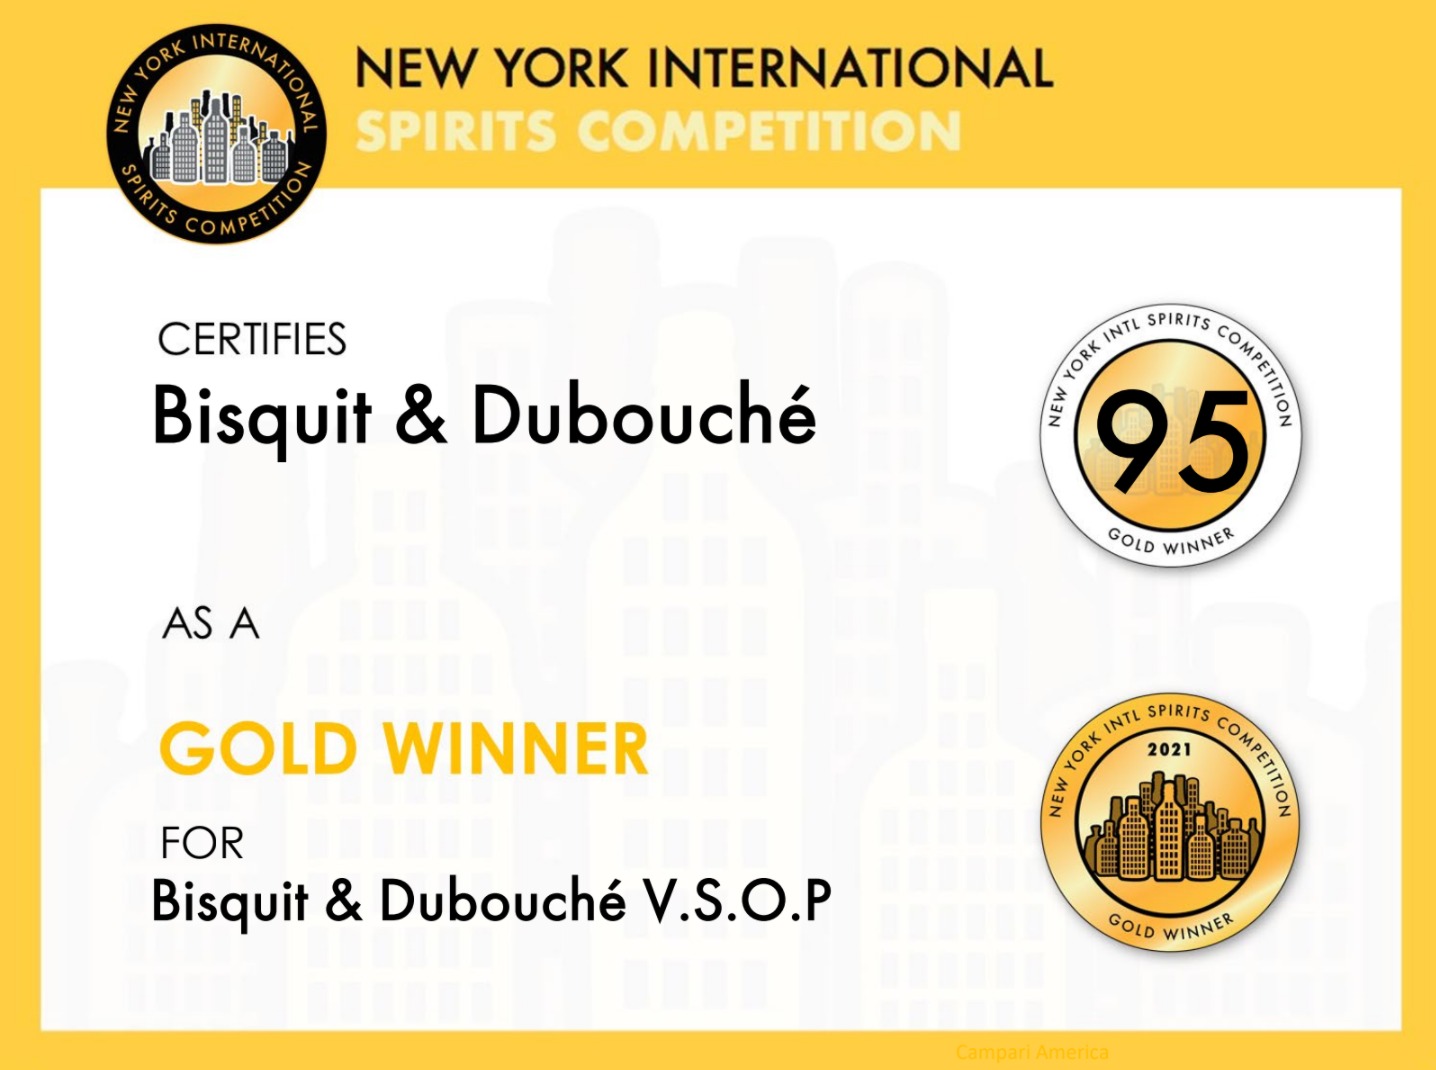 NEW YORK INTERNATIONAL
SPIRITS COMPETITION
NEW YORK INTERNATIONAL
SPIRITS COMPETITION
CERTIFIES
Bisquit & Dubouché
NEW YORK INTL SPIRITS COMPETITION
95
GOLD WINNER
AS A
GOLD WINNER
FOR
Bisquit & Dubouché V.S.O.P
NEW YORK INTL SPIRITS COMPETITION
2021
GOLD WINNER
Campari America